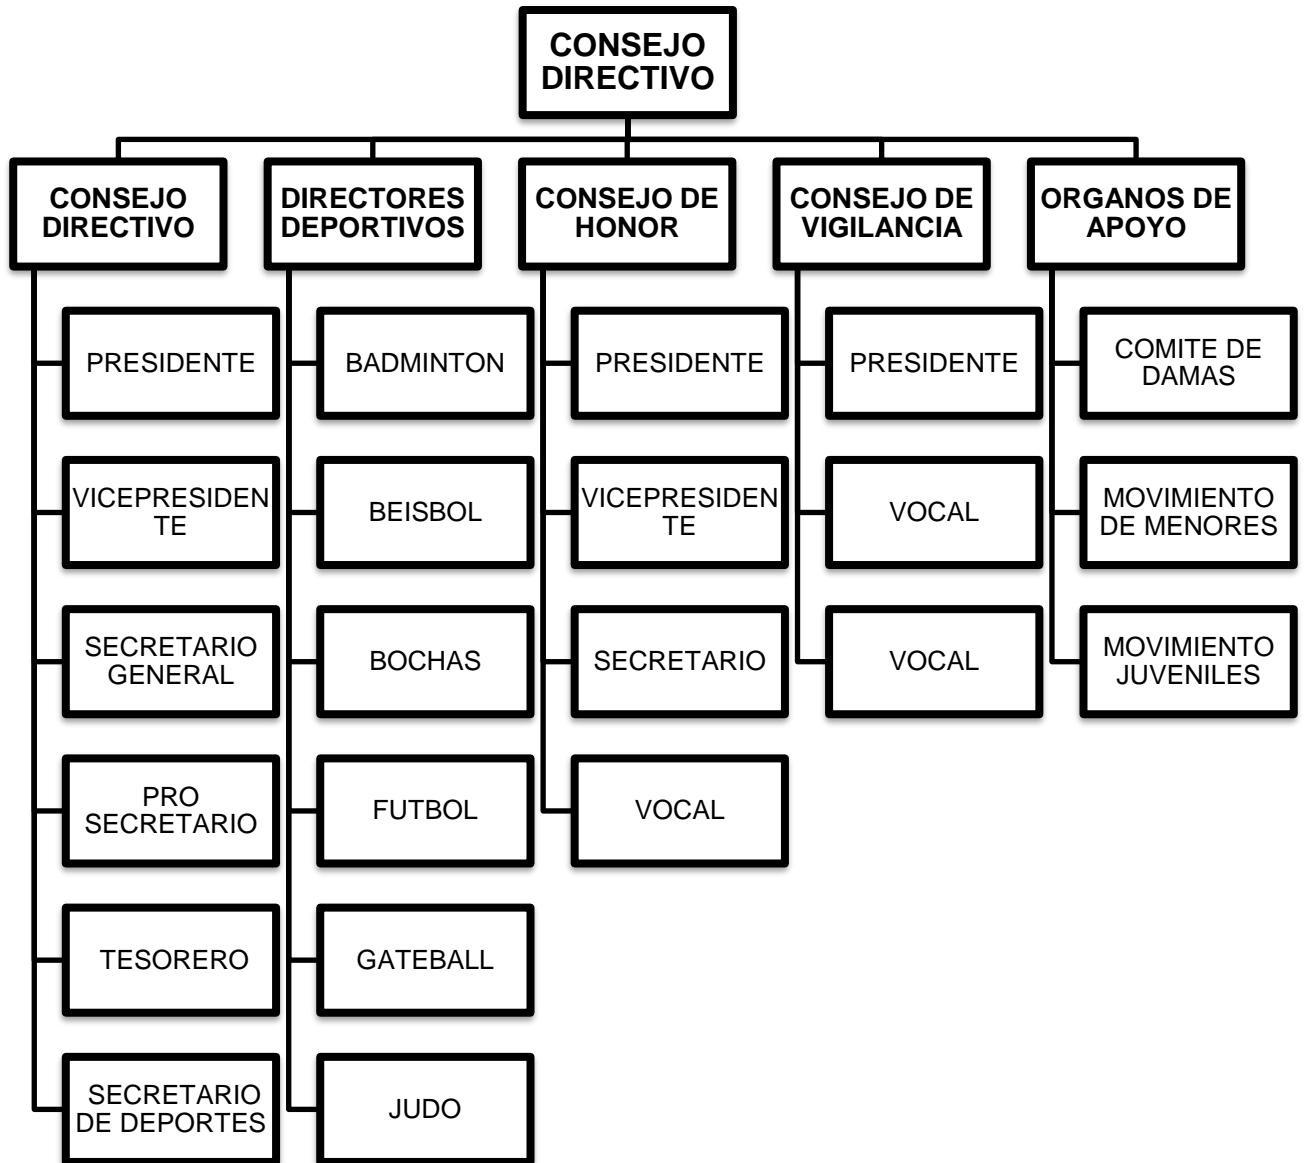 CONSEJO
DIRECTIVO
CONSEJO
DIRECTIVO
PRESIDENTE
VICEPRESIDEN
TE
SECRETARIO
GENERAL
PRO
SECRETARIO
TESORERO
SECRETARIO
DE DEPORTES
DIRECTORES
DEPORTIVOS
BADMINTON
BEISBOL
BOCHAS
FUTBOL
GATEBALL
JUDO
CONSEJO DE
HONOR
PRESIDENTE
VICEPRESIDEN
TE
SECRETARIO
VOCAL
CONSEJO DE
VIGILANCIA
PRESIDENTE
VOCAL
VOCAL
ORGANOS DE
APOYO
COMITE DE
DAMAS
MOVIMIENTO
DE MENORES
MOVIMIENTO
JUVENILES